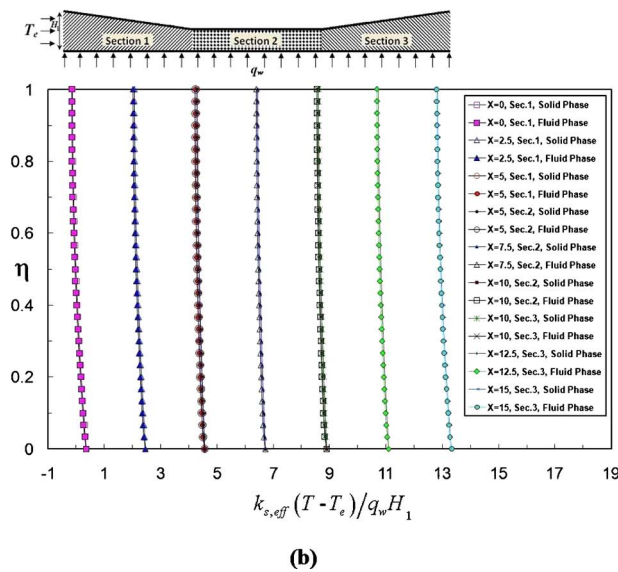 T_e
H_1
Section 1
Section 2
Section 3
q_w
η
1
0.8
0.6
0.4
0.2
0
-1 1 3 5 7 9 11 13 15 17 19
X=0, Sec.1, Solid Phase
X=0, Sec.1, Fluid Phase
X=2.5, Sec.1, Solid Phase
X=2.5, Sec.1, Fluid Phase
X=5, Sec.1, Solid Phase
X=5, Sec.1, Fluid Phase
X=5, Sec.2, Solid Phase
X=5, Sec.2, Fluid Phase
X=7.5, Sec.2, Solid Phase
X=7.5, Sec.2, Fluid Phase
X=10, Sec.2, Solid Phase
X=10, Sec.2, Fluid Phase
X=10, Sec.3, Solid Phase
X=10, Sec.3, Fluid Phase
X=12.5, Sec.3, Solid Phase
X=12.5, Sec.3, Fluid Phase
X=15, Sec.3, Solid Phase
X=15, Sec.3, Fluid Phase
k_{s,eff}(T-T_e)/q_wH_1
(b)